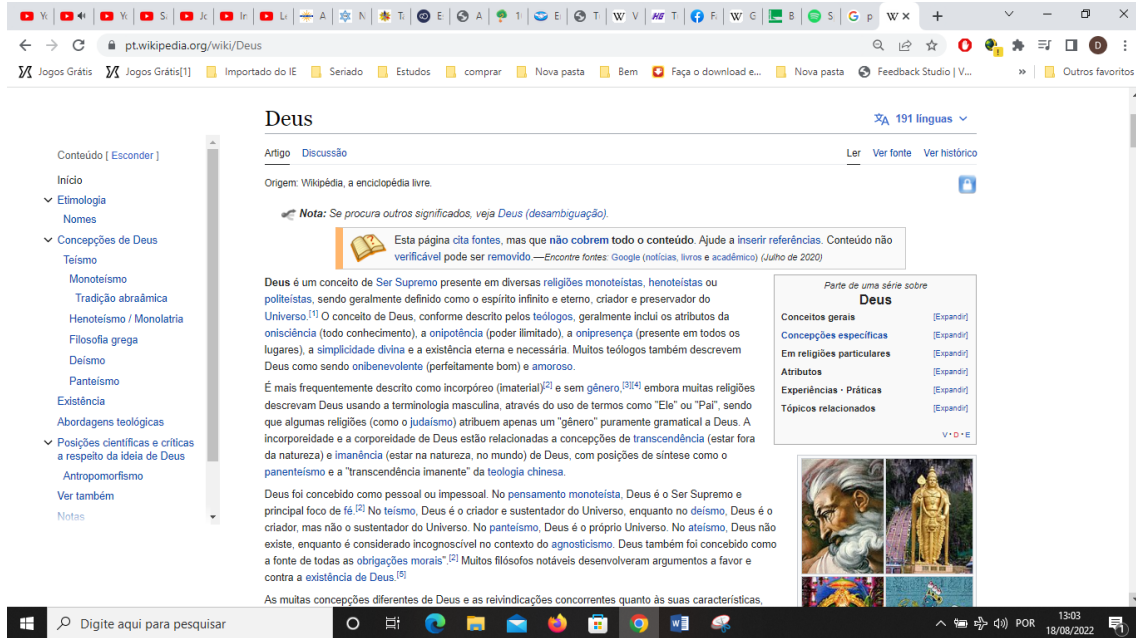 pt.wikipedia.org/wiki/Deus
Jogos Grátis
Jogos Grátis[1]
Importado do IE
Seriado
Estudos
comprar
Nova pasta
Bem
Faça o download e...
Nova pasta
Feedback Studio | V...
»
Outros favoritos
Deus
191 línguas
Conteúdo [ Esconder ]
Início
Etimologia
Nomes
Concepções de Deus
Teísmo
Monoteísmo
Tradição abraâmica
Henoteísmo / Monolatria
Filosofia grega
Deísmo
Panteísmo
Existência
Abordagens teológicas
Posições científicas e críticas
a respeito da ideia de Deus
Antropomorfismo
Ver também
Notas
Artigo Discussão
Ler Ver fonte Ver histórico
Origem: Wikipédia, a enciclopédia livre.
Nota: Se procura outros significados, veja Deus (desambiguação).
Esta página cita fontes, mas que não cobrem todo o conteúdo. Ajude a inserir referências. Conteúdo não
verificável pode ser removido.—Encontre fontes: Google (notícias, livros e acadêmico) (Julho de 2020)
Deus é um conceito de Ser Supremo presente em diversas religiões monoteístas, henoteístas ou
politeístas, sendo geralmente definido como o espírito infinito e eterno, criador e preservador do
Universo.[1] O conceito de Deus, conforme descrito pelos teólogos, geralmente inclui os atributos da
onisciência (todo conhecimento), a onipotência (poder ilimitado), a onipresença (presente em todos os
lugares), a simplicidade divina e a existência eterna e necessária. Muitos teólogos também descrevem
Deus como sendo onibenevolente (perfeitamente bom) e amoroso.
É mais frequentemente descrito como incorpóreo (imaterial)[2] e sem gênero,[3][4] embora muitas religiões
descrevam Deus usando a terminologia masculina, através do uso de termos como "Ele" ou "Pai", sendo
que algumas religiões (como o judaísmo) atribuem apenas um "gênero" puramente gramatical a Deus. A
incorporeidade e a corporeidade de Deus estão relacionadas a concepções de transcendência (estar fora
da natureza) e imanência (estar na natureza, no mundo) de Deus, com posições de síntese como o
panenteísmo e a "transcendência imanente" da teologia chinesa.
Deus foi concebido como pessoal ou impessoal. No pensamento monoteísta, Deus é o Ser Supremo e
principal foco de fé.[2] No teísmo, Deus é o criador e sustentador do Universo, enquanto no deísmo, Deus é o
criador, mas não o sustentador do Universo. No panteísmo, Deus é o próprio Universo. No ateísmo, Deus não
existe, enquanto é considerado incognoscível no contexto do agnosticismo. Deus também foi concebido como
a fonte de todas as obrigações morais".[2] Muitos filósofos notáveis desenvolveram argumentos a favor e
contra a existência de Deus.[5]
As muitas concepções diferentes de Deus e as reivindicações concorrentes quanto às suas características,
Parte de uma série sobre
Deus
Conceitos gerais [Expandir]
Concepções específicas [Expandir]
Em religiões particulares [Expandir]
Atributos [Expandir]
Experiências · Práticas [Expandir]
Tópicos relacionados [Expandir]
V • D • E
Digite aqui para pesquisar
POR
13:03
18/08/2022